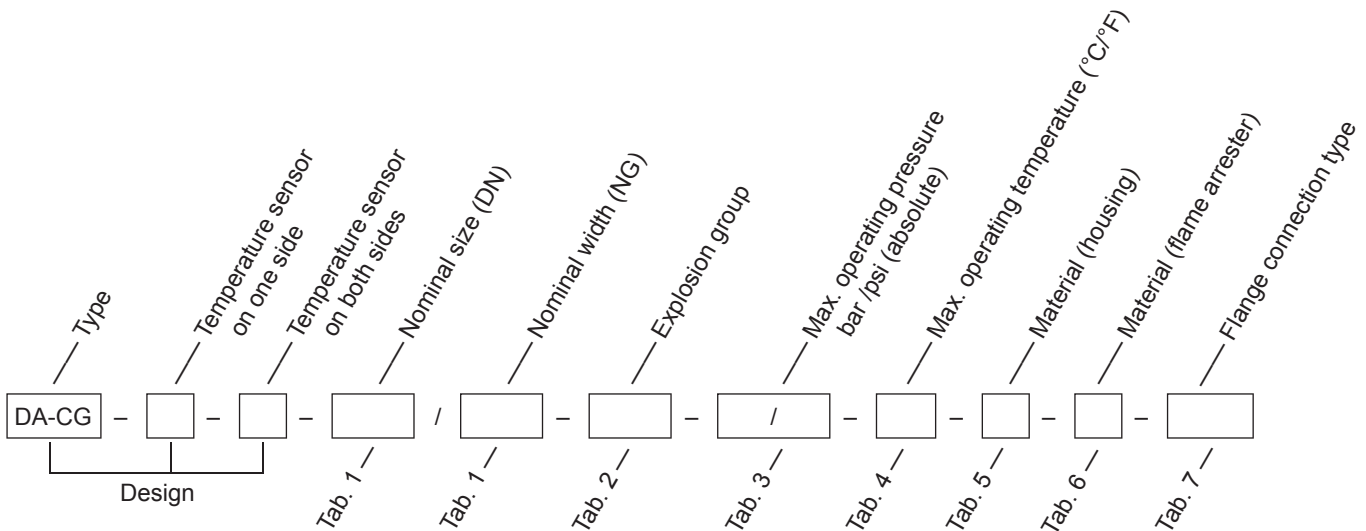 Type
Temperature sensor
on one side
Temperature sensor
on both sides
Nominal size (DN)
Nominal width (NG)
Explosion group
Max. operating pressure
bar /psi (absolute)
Max. operating temperature (°C/°F)
Material (housing)
Material (flame arrester)
Flange connection type
DA-CG – – – / – – / – – – –
Design
Tab. 1
Tab. 1
Tab. 2
Tab. 3
Tab. 4
Tab. 5
Tab. 6
Tab. 7